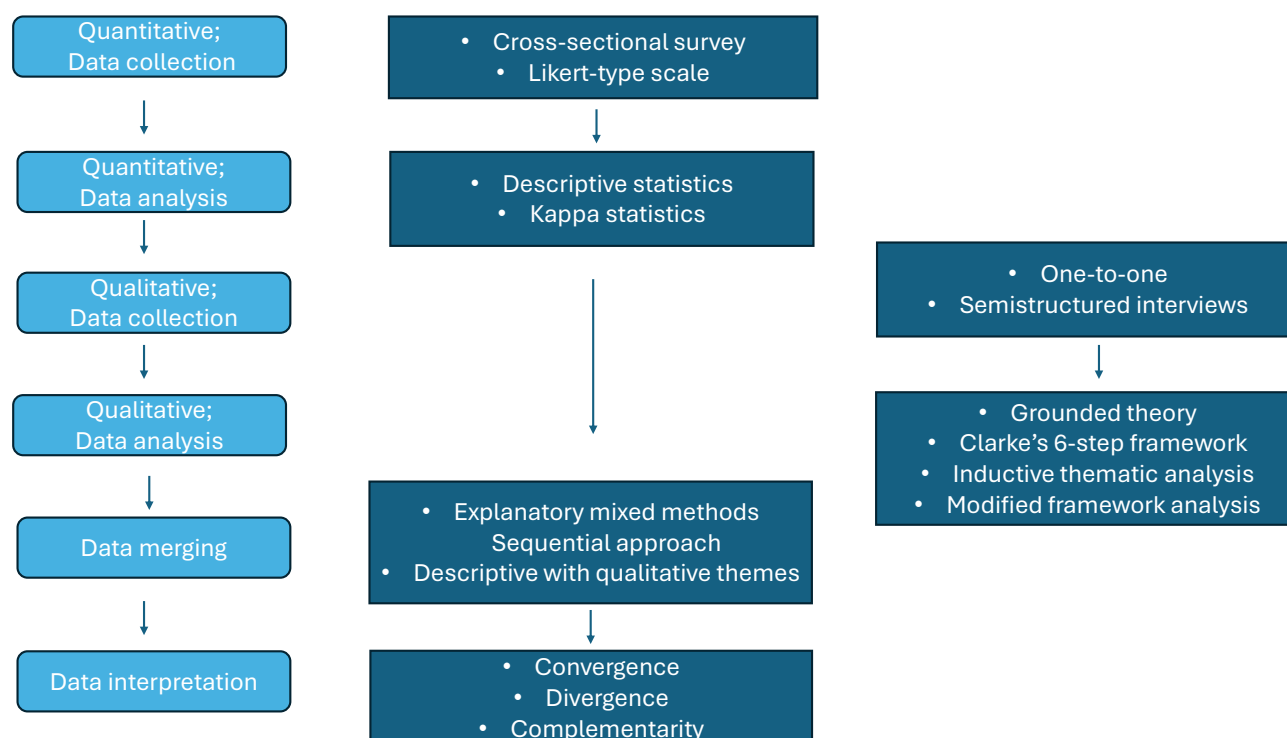 Quantitative;
Data collection
Quantitative;
Data analysis
Qualitative;
Data collection
Qualitative;
Data analysis
Data merging
Data interpretation
• Cross-sectional survey
• Likert-type scale
• Descriptive statistics
• Kappa statistics
• Explanatory mixed methods
Sequential approach
• Descriptive with qualitative themes
• Convergence
• Divergence
• Complementarity
• One-to-one
• Semistructured interviews
• Grounded theory
• Clarke’s 6-step framework
• Inductive thematic analysis
• Modified framework analysis